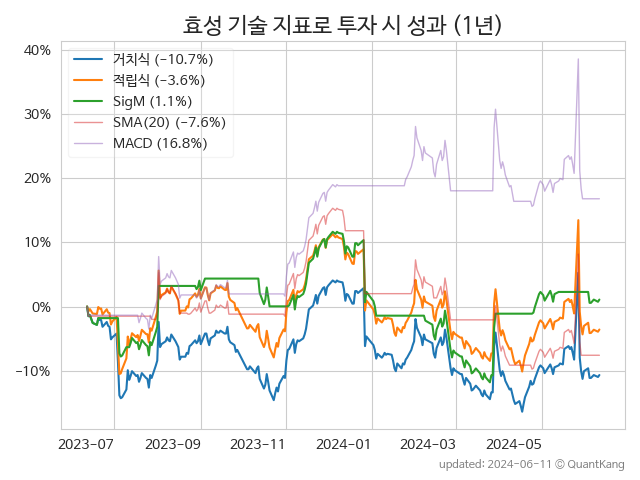 효성 기술 지표로 투자 시 성과 (1년)
40%
30%
20%
10%
0%
−10%
거치식 (−10.7%)
적립식 (−3.6%)
SigM (1.1%)
SMA(20) (−7.6%)
MACD (16.8%)
2023-07
2023-09
2023-11
2024-01
2024-03
2024-05
updated: 2024-06-11 © QuantKang